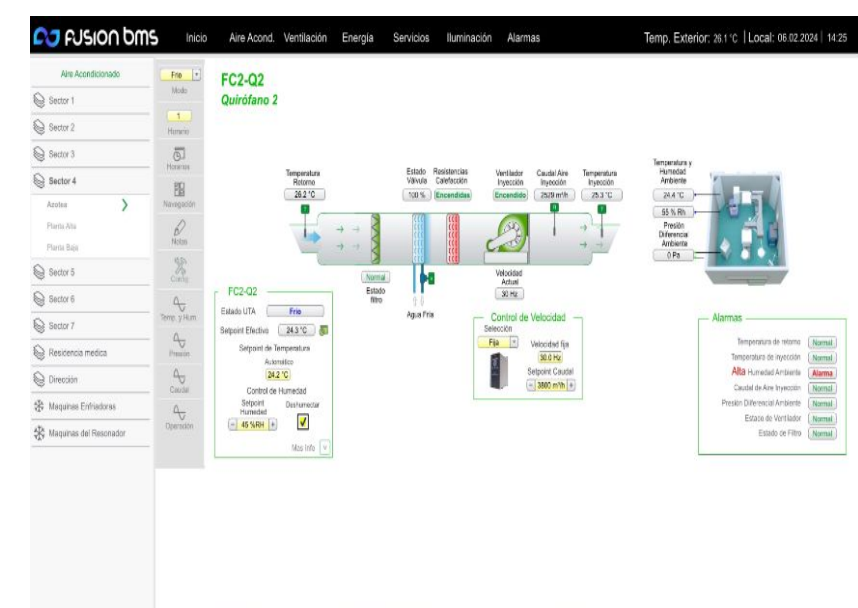 FUSION bms
Inicio
Aire Acond.
Ventilación
Energía
Servicios
Iluminación
Alarmas
Temp. Exterior: 26.1 °C | Local: 06.02.2024 | 14:25
Aire Acondicionado
Sector 1
Sector 2
Sector 3
Sector 4
Azotea
Planta Alta
Planta Baja
Sector 5
Sector 6
Sector 7
Residencia medica
Dirección
Maquinas Enfriadoras
Maquinas del Resonador
Frio +
Modo
1
Horario
Horarios
Navegación
Notas
Config
Temp. y Hum.
Presión
Caudal
Operación
FC2-Q2
Quirófano 2
Temperatura
Retorno
26.2 °C
Estado
Válvula
100 %
Resistencias
Calefacción
Encendidas
Ventilador
Inyección
Encendido
Caudal Aire
Inyección
2529 m³/h
Temperatura
Inyección
25.3 °C
Temperatura y
Humedad
Ambiente
24.4 °C
55 % Rh
Presión
Diferencial
Ambiente
0 Pa
Normal
Estado
filtro
Agua Fría
Velocidad
Actual
30 Hz
FC2-Q2
Estado UTA
Frio
Setpoint Efectivo
24.3 °C
Setpoint de Temperatura
Automático
24.2 °C
Control de Humedad
Setpoint
Humedad
- 45 %RH +
Deshumectar
Mas Info
Control de Velocidad
Selección
Fija
Velocidad fija
30.0 Hz
Setpoint Caudal
- 3800 m³/h +
Alarmas
Temperatura de retorno Normal
Temperatura de inyección Normal
Alta Humedad Ambiente Alarma
Caudal de Aire Inyección Normal
Presión Diferencial Ambiente Normal
Estado de Ventilador Normal
Estado de Filtro Normal